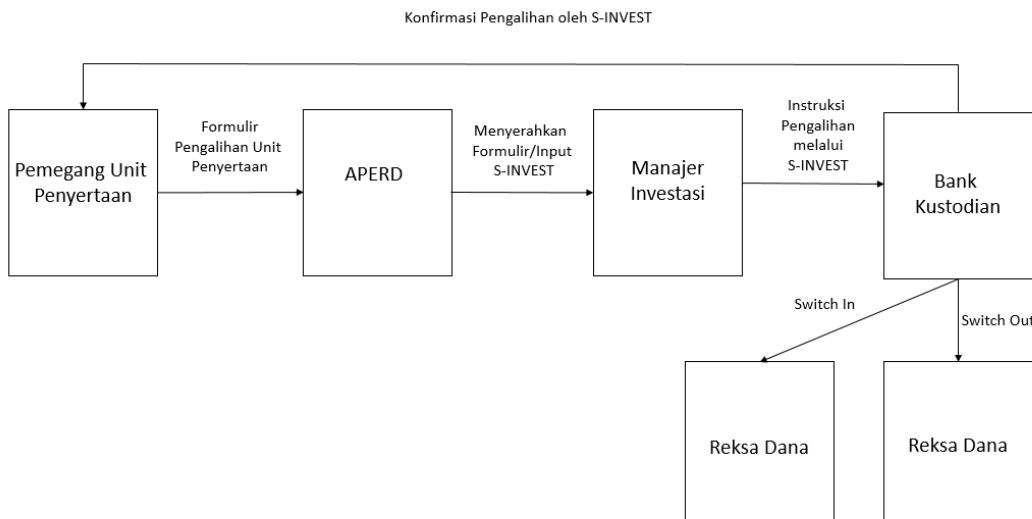 Konfirmasi Pengalihan oleh S-INVEST
Pemegang Unit
Penyertaan
Formulir
Pengalihan Unit
Penyertaan
APERD
Menyerahkan
Formulir/Input
S-INVEST
Manajer
Investasi
Instruksi
Pengalihan
melalui
S-INVEST
Bank
Kustodian
Switch In
Switch Out
Reksa Dana
Reksa Dana